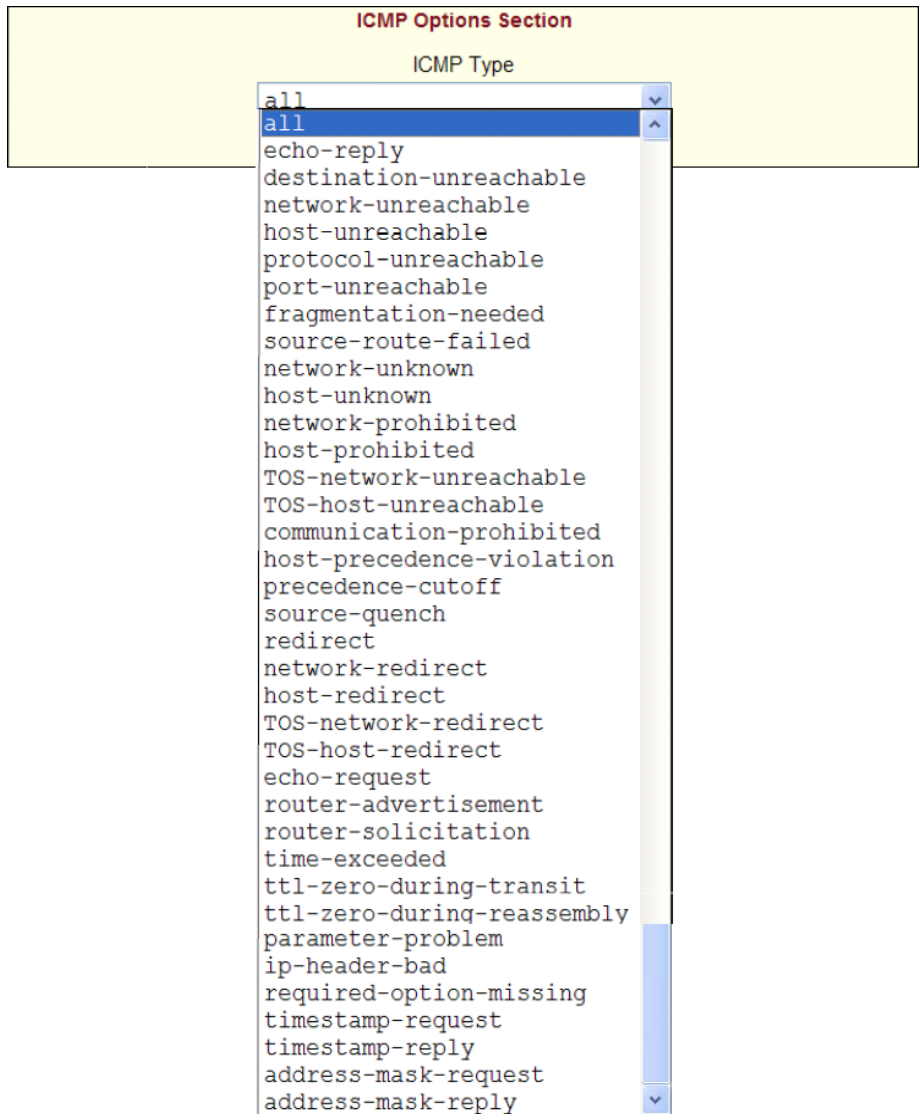 ICMP Options Section
ICMP Type
all
all
echo-reply
destination-unreachable
network-unreachable
host-unreachable
protocol-unreachable
port-unreachable
fragmentation-needed
source-route-failed
network-unknown
host-unknown
network-prohibited
host-prohibited
TOS-network-unreachable
TOS-host-unreachable
communication-prohibited
host-precedence-violation
precedence-cutoff
source-quench
redirect
network-redirect
host-redirect
TOS-network-redirect
TOS-host-redirect
echo-request
router-advertisement
router-solicitation
time-exceeded
ttl-zero-during-transit
ttl-zero-during-reassembly
parameter-problem
ip-header-bad
required-option-missing
timestamp-request
timestamp-reply
address-mask-request
address-mask-reply